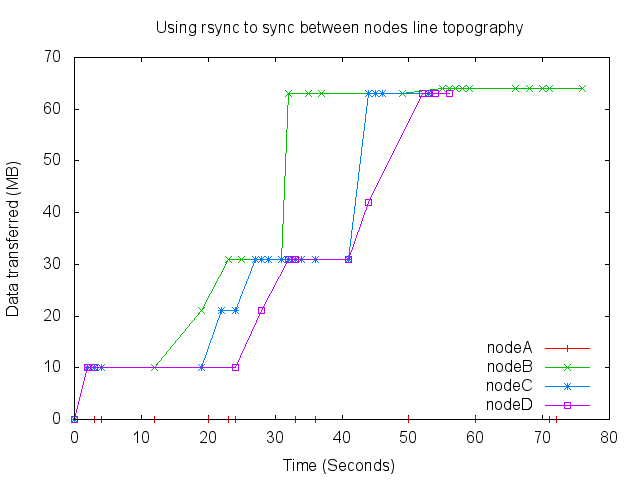 Using rsync to sync between nodes line topography
Data transferred (MB)
70
60
50
40
30
20
10
0
nodeA
nodeB
nodeC
nodeD
0 10 20 30 40 50 60 70 80
Time (Seconds)